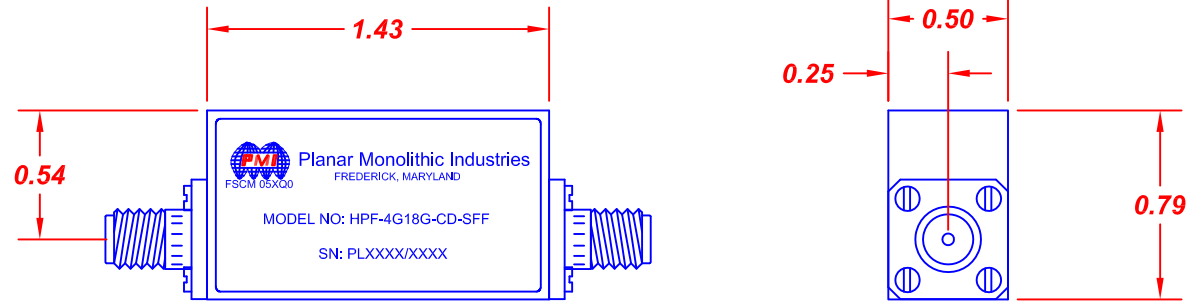 1.43
0.50
0.25
0.54
PMI
Planar Monolithic Industries
FREDERICK, MARYLAND
FSCM 05XQ0
MODEL NO: HPF-4G18G-CD-SFF
SN: PLXXXX/XXXX
0.79